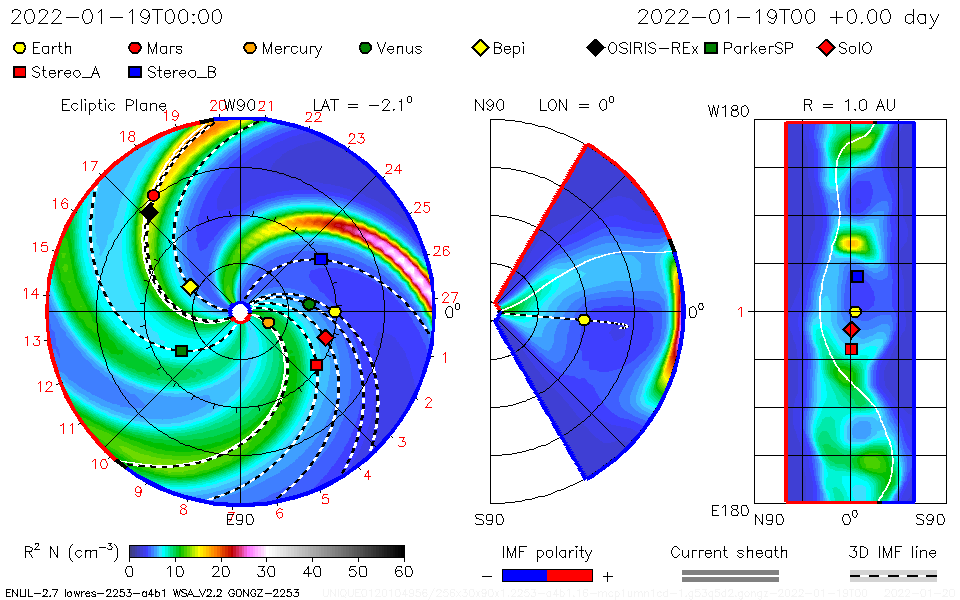 2022-01-19T00:00 2022-01-19T00 +0.00 day
Earth Mars Mercury Venus Bepi OSIRIS-REx ParkerSP SolO
Stereo_A Stereo_B
Ecliptic Plane W90 LAT = -2.1° N90 LON = 0° R = 1.0 AU
W180
20 21
19 22
18 23
17 24
16 25
15 26
14 27 0° 0° 1
13 1
12 2
11 3
10 4
9 5
8 7 6
E90 S90 E180 N90 0° S90
R² N (cm⁻³) IMF polarity Current sheath 3D IMF line
- +
0 10 20 30 40 50 60
ENLIL-2.7 lowres-2253-a4b1 WSA_V2.2 GONGZ-2253